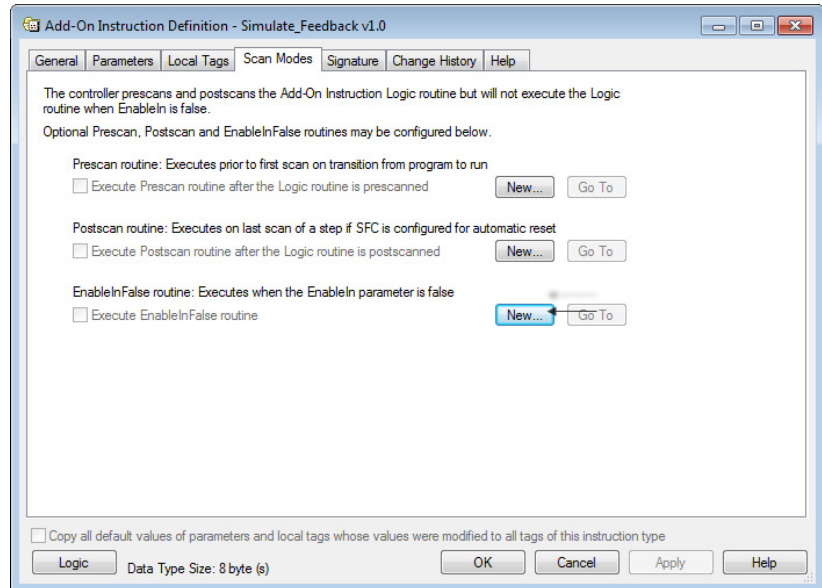 Add-On Instruction Definition - Simulate_Feedback v1.0
General Parameters Local Tags Scan Modes Signature Change History Help
The controller prescans and postscans the Add-On Instruction Logic routine but will not execute the Logic
routine when EnableIn is false.
Optional Prescan, Postscan and EnableInFalse routines may be configured below.
Prescan routine: Executes prior to first scan on transition from program to run
Execute Prescan routine after the Logic routine is prescanned New... Go To
Postscan routine: Executes on last scan of a step if SFC is configured for automatic reset
Execute Postscan routine after the Logic routine is postscanned New... Go To
EnableInFalse routine: Executes when the EnableIn parameter is false
Execute EnableInFalse routine New... Go To
Copy all default values of parameters and local tags whose values were modified to all tags of this instruction type
Logic Data Type Size: 8 byte (s) OK Cancel Apply Help